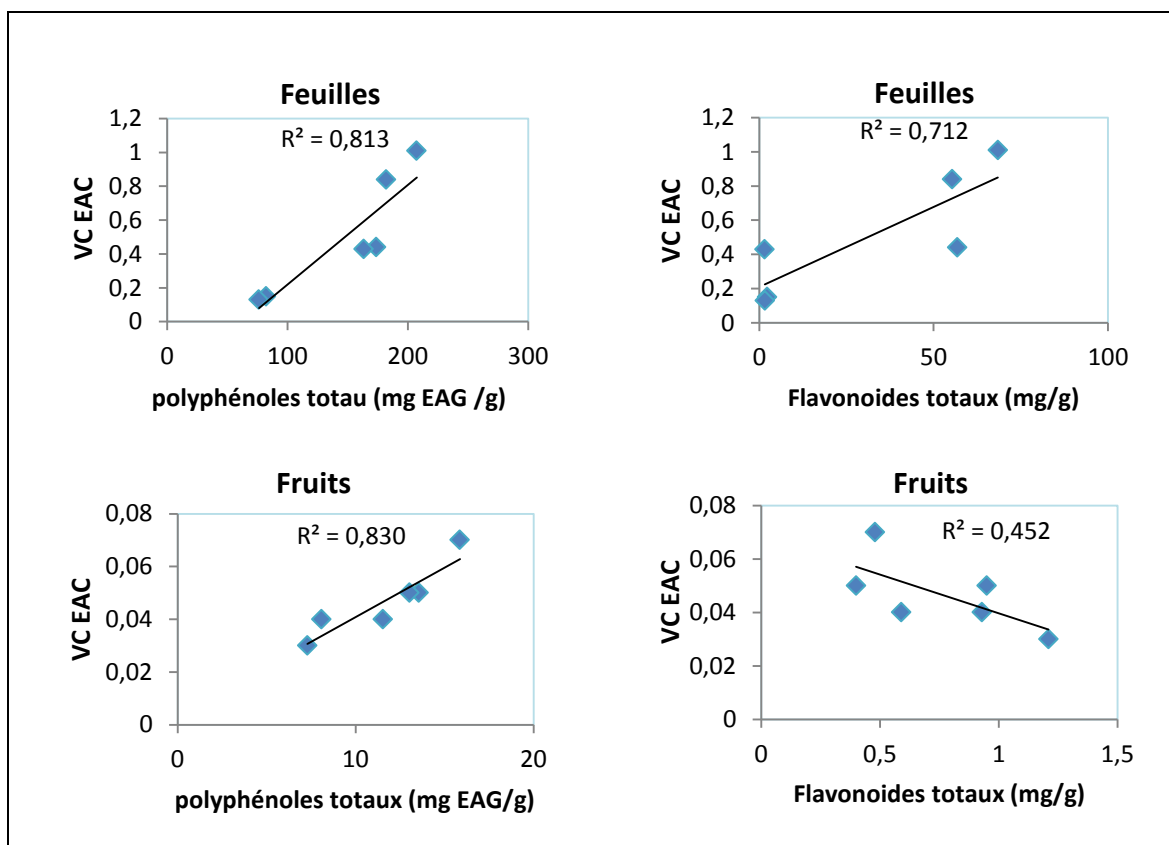 Feuilles
R² = 0,813
1,2
1
0,8
0,6
0,4
0,2
0
VC EAC
0
100
200
300
polyphénoles totau (mg EAG /g)
Feuilles
R² = 0,712
1,2
1
0,8
0,6
0,4
0,2
0
VC EAC
0
50
100
Flavonoides totaux (mg/g)
Fruits
R² = 0,830
0,08
0,06
0,04
0,02
0
VC EAC
0
10
20
polyphénoles totaux (mg EAG/g)
Fruits
R² = 0,452
0,08
0,06
0,04
0,02
0
VC EAC
0
0,5
1
1,5
Flavonoides totaux (mg/g)